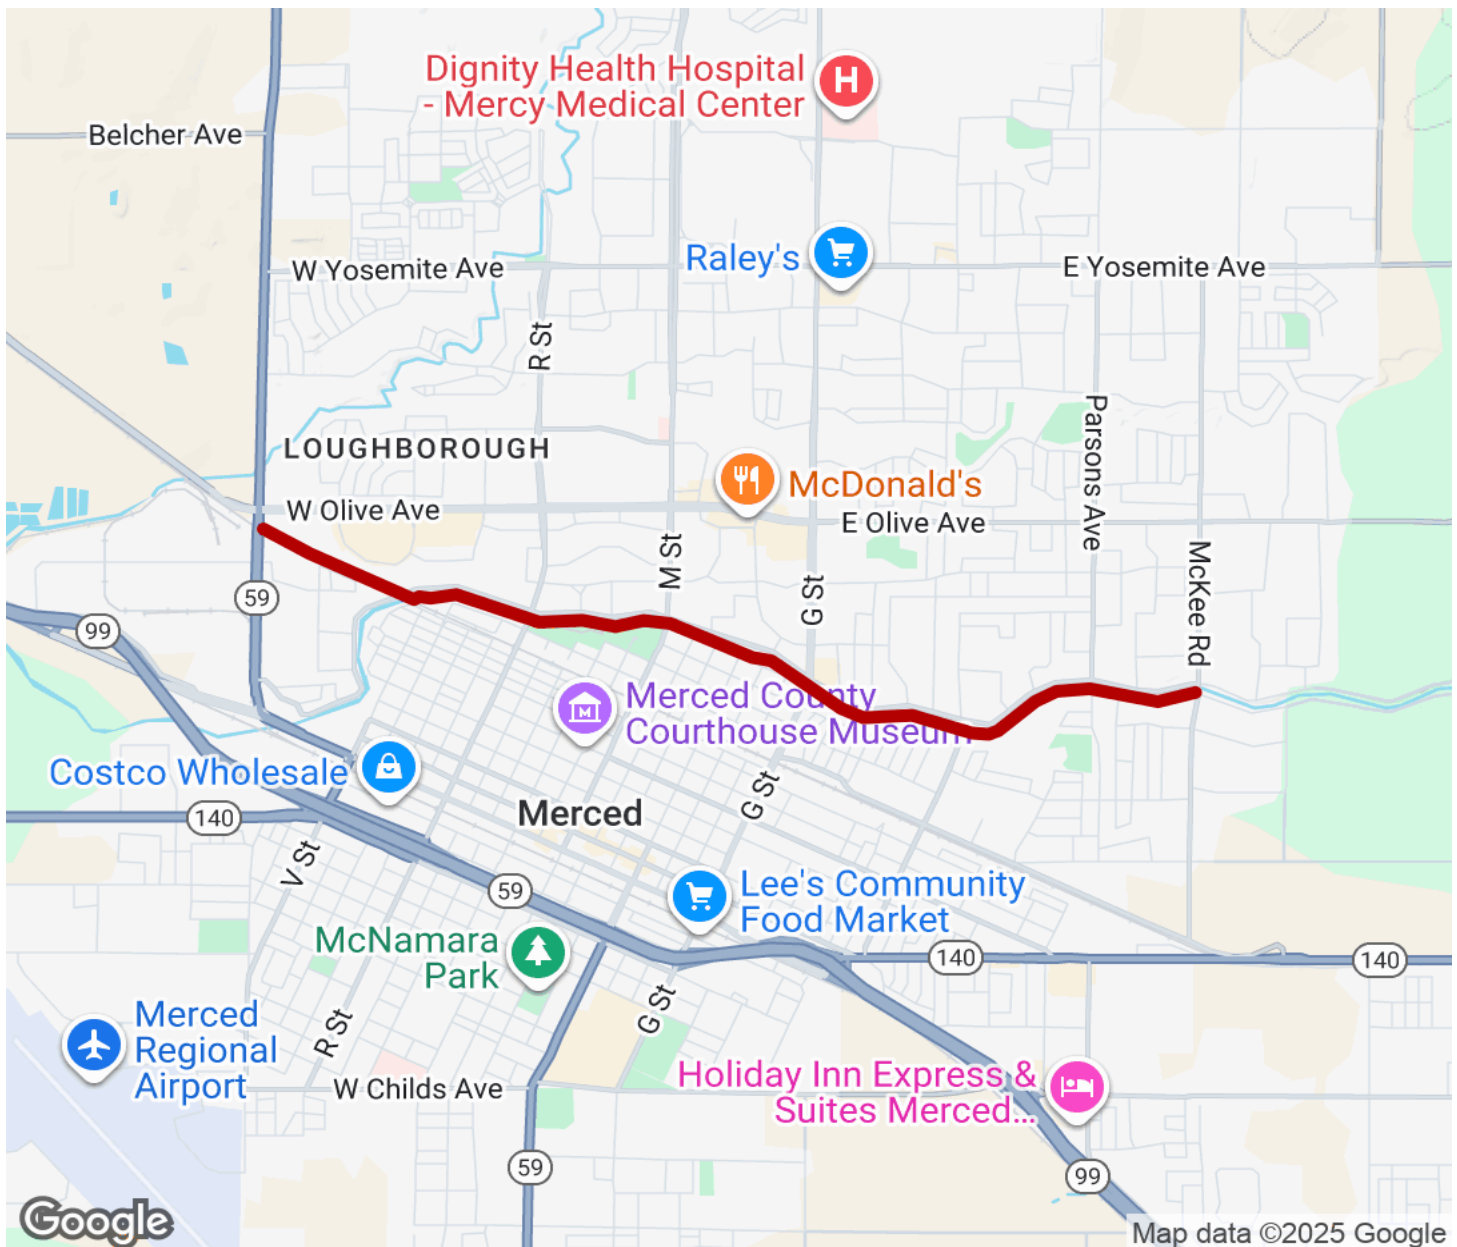 Dignity Health Hospital
- Mercy Medical Center
H
Belcher Ave
W Yosemite Ave
Raley's
E Yosemite Ave
R St
Parsons Ave
LOUGHBOROUGH
McDonald's
W Olive Ave
E Olive Ave
M St
G St
McKee Rd
59
99
Merced County
Courthouse Museum
M
Costco Wholesale
G St
Merced
140
V St
59
Lee's Community
Food Market
McNamara
Park
140
140
G St
R St
Merced
Regional
Airport
W Childs Ave
Holiday Inn Express &
Suites Merced...
59
99
Google
Map data ©2025 Google